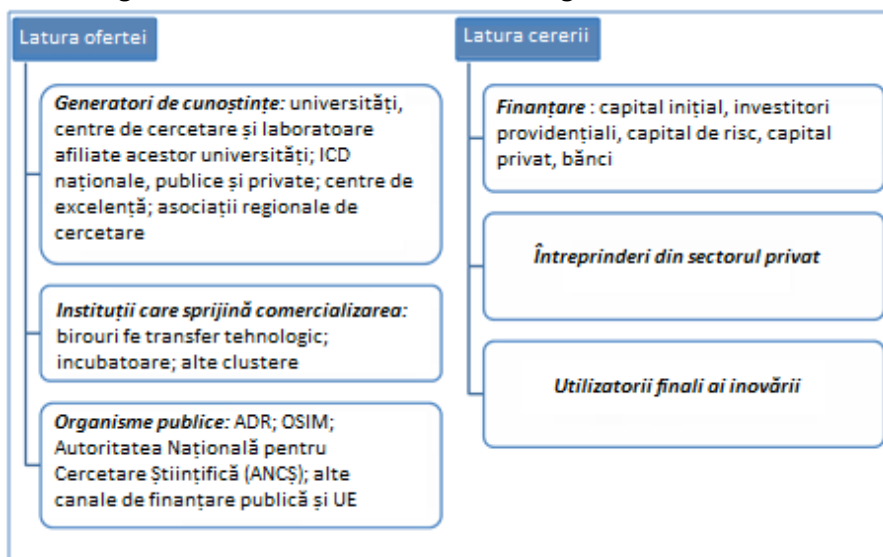 Latura ofertei
Generatori de cunoștințe: universități,
centre de cercetare și laboratoare
afiliate acestor universități; ICD
naționale, publice și private; centre de
excelență; asociații regionale de
cercetare
Instituții care sprijină comercializarea:
birouri fe transfer tehnologic;
incubatoare; alte clustere
Organisme publice: ADR; OSIM;
Autoritatea Națională pentru
Cercetare Științifică (ANCȘ); alte
canale de finanțare publică și UE
Latura cererii
Finanțare : capital inițial, investitori
providențiali, capital de risc, capital
privat, bănci
Întreprinderi din sectorul privat
Utilizatorii finali ai inovării